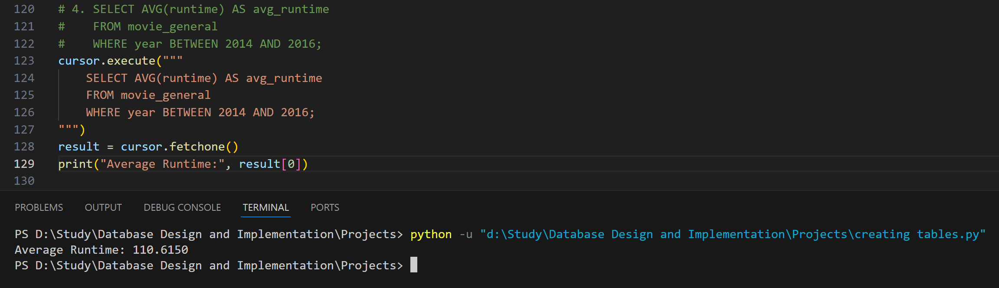 120 # 4. SELECT AVG(runtime) AS avg_runtime
121 #    FROM movie_general
122 #    WHERE year BETWEEN 2014 AND 2016;
123 cursor.execute("""
124     SELECT AVG(runtime) AS avg_runtime
125     FROM movie_general
126     WHERE year BETWEEN 2014 AND 2016;
127 """)
128 result = cursor.fetchone()
129 print("Average Runtime:", result[0])
130
PROBLEMS OUTPUT DEBUG CONSOLE TERMINAL PORTS
PS D:\Study\Database Design and Implementation\Projects> python -u "d:\Study\Database Design and Implementation\Projects\creating tables.py"
Average Runtime: 110.6150
PS D:\Study\Database Design and Implementation\Projects>